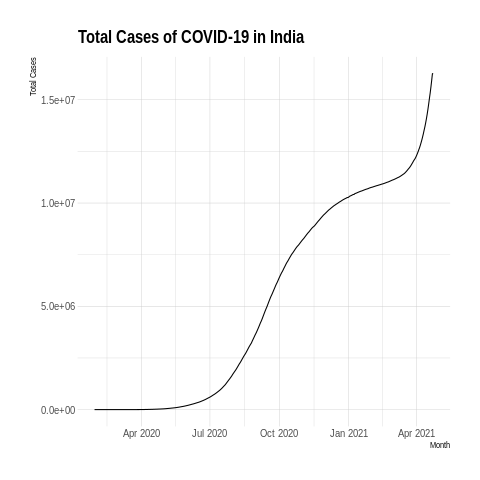 Total Cases of COVID-19 in India
Total Cases
1.5e+07
1.0e+07
5.0e+06
0.0e+00
Apr 2020 Jul 2020 Oct 2020 Jan 2021 Apr 2021
Month